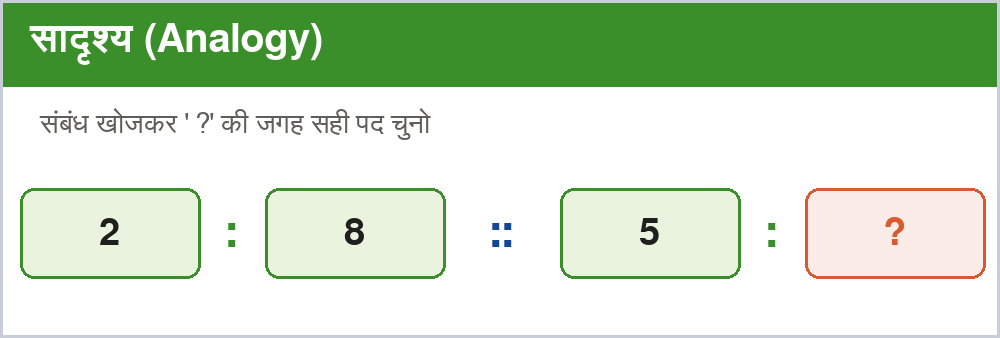 सादृश्य (Analogy)
संबंध खोजकर ' ?' की जगह सही पद चुनो
2 : 8 :: 5 : ?